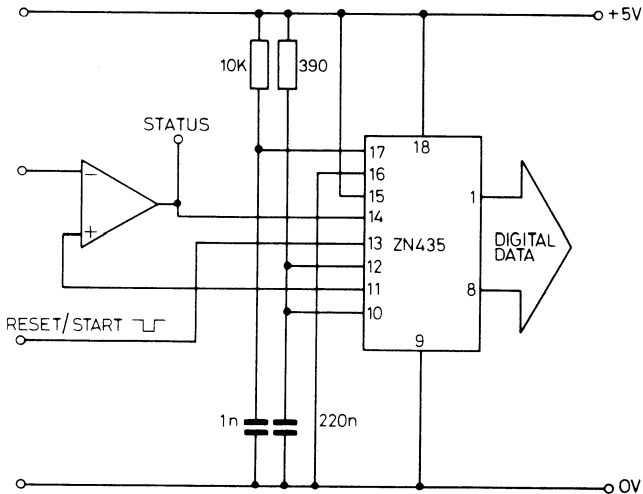 +5V
10K
390
STATUS
17
18
16
15
1
14
−
+
13
ZN435
DIGITAL
DATA
12
11
8
10
RESET/START
9
1n
220n
0V